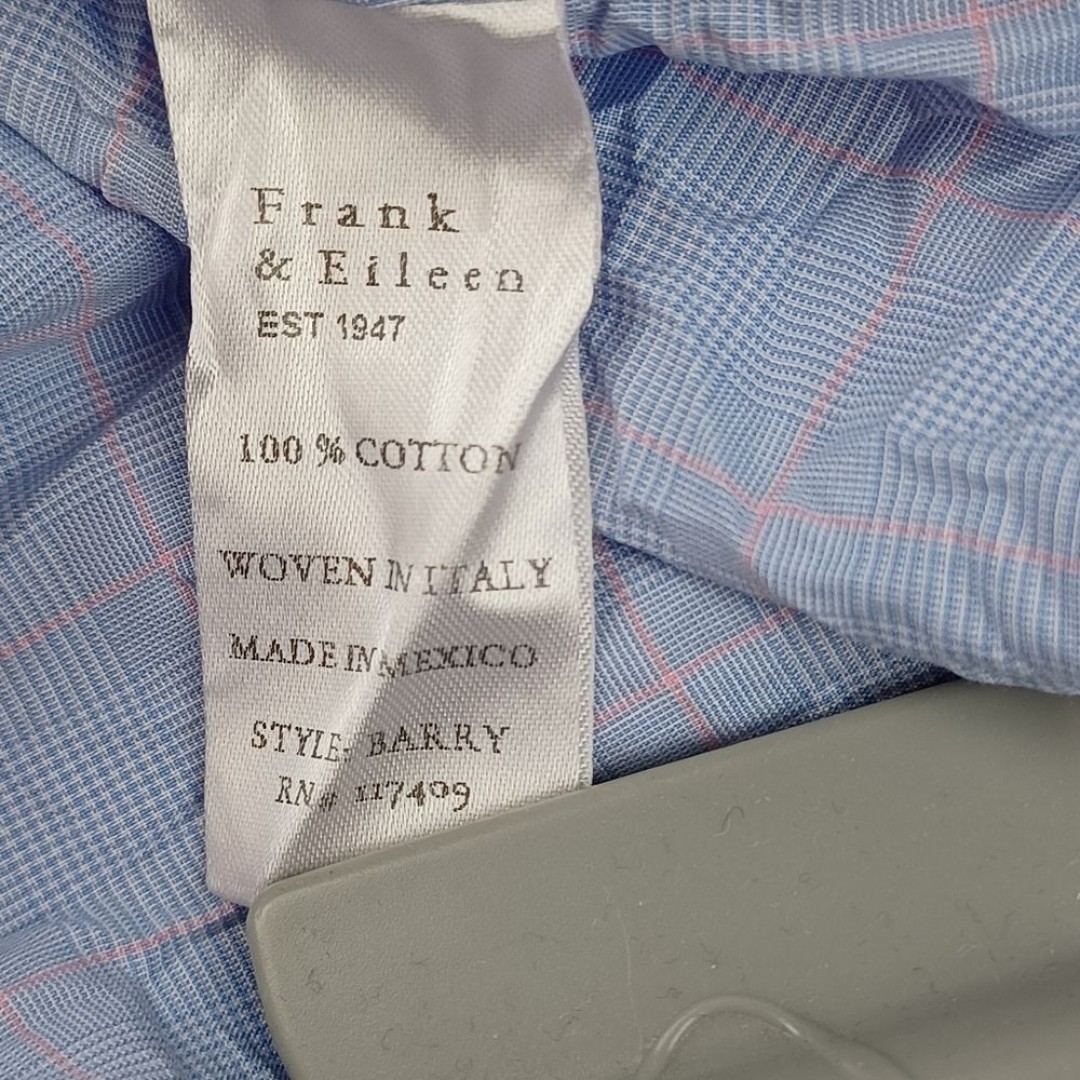 Frank
& Eileen
EST 1947
100 % COTTON
WOVEN IN ITALY
MADE IN MEXICO
STYLE: BARRY
RN# 117409